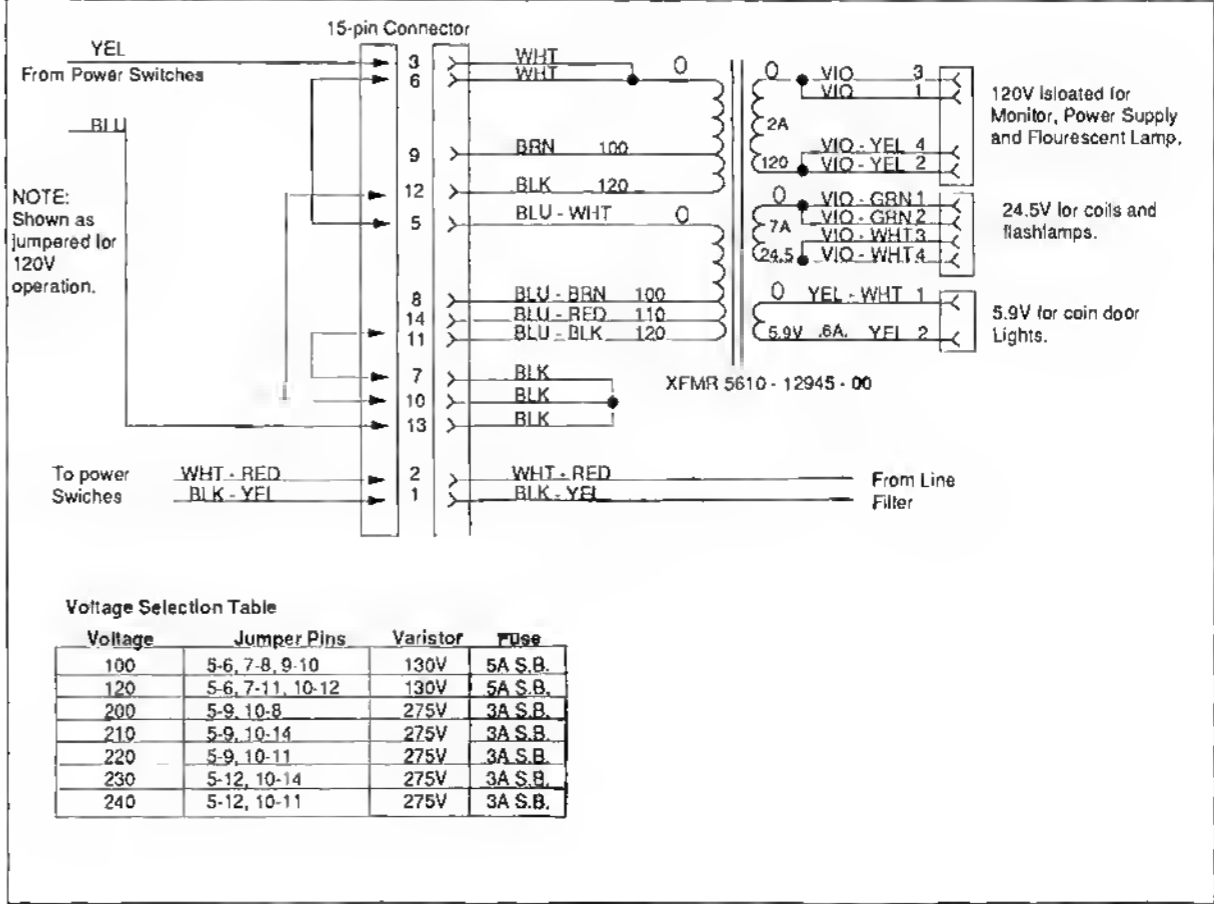 15-pin Connector
YEL
From Power Switches
BLU
NOTE:
Shown as
jumpered for
120V
operation.
3 WHT 0
6 WHT
9 BRN 100
12 BLK 120
5 BLU - WHT 0
8 BLU - BRN 100
14 BLU - RED 110
11 BLU - BLK 120
7 BLK
10 BLK
13 BLK
0 VIO 3
VIO 1
2A
VIO - YEL 4
120 VIO - YEL 2
120V Isloated for
Monitor, Power Supply
and Flourescent Lamp.
0 VIO - GRN 1
VIO - GRN 2
7A
VIO - WHT 3
24.5 VIO - WHT 4
24.5V for coils and
flashlamps.
0 YEL - WHT 1
5.9V .6A. YEL 2
5.9V for coin door
Lights.
XFMR 5610 - 12945 - 00
To power
Swiches
WHT - RED 2 WHT - RED
BLK - YEL 1 BLK - YEL
From Line
Filter
Voltage Selection Table
Voltage Jumper Pins Varistor Fuse
100 5-6, 7-8, 9-10 130V 5A S.B.
120 5-6, 7-11, 10-12 130V 5A S.B.
200 5-9, 10-8 275V 3A S.B.
210 5-9, 10-14 275V 3A S.B.
220 5-9, 10-11 275V 3A S.B.
230 5-12, 10-14 275V 3A S.B.
240 5-12, 10-11 275V 3A S.B.